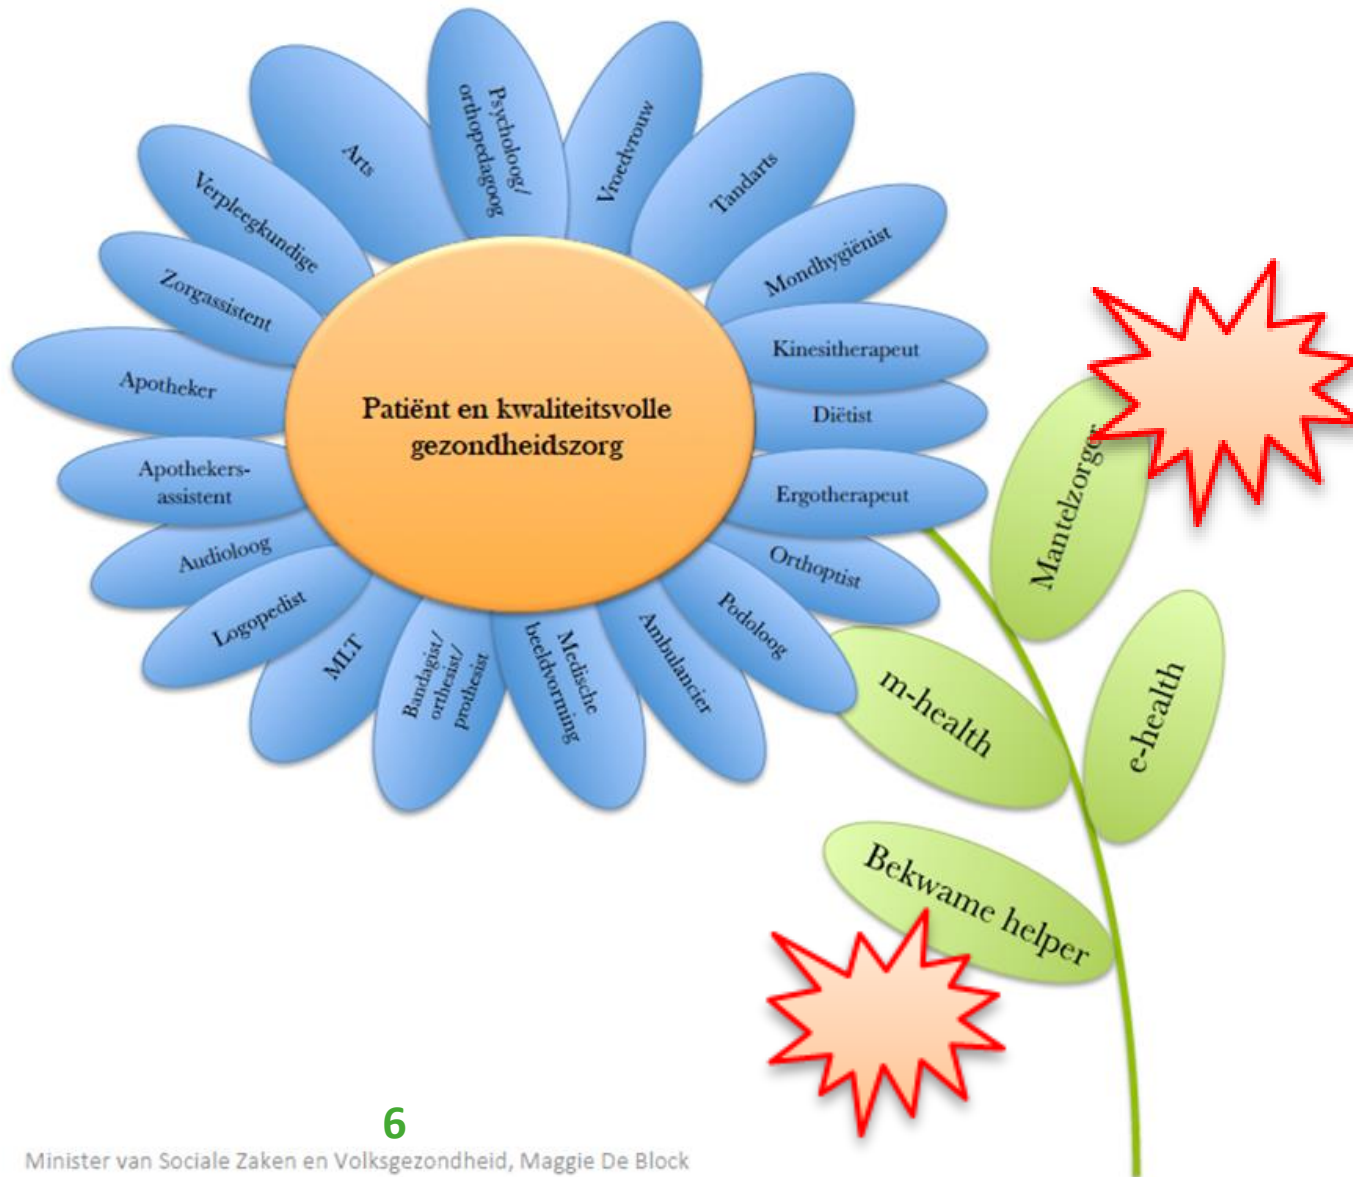 Psycholoog/
orthopedagoog
Vroedvrouw
Tandarts
Mondhygiënist
Kinesitherapeut
Diëtist
Ergotherapeut
Orthoptist
Podoloog
Ambulancier
Medische
beeldvorming
Bandagist/
orthesist/
prothesist
MLT
Logopedist
Audioloog
Apothekers-
assistent
Apotheker
Zorgassistent
Verpleegkundige
Arts
Patiënt en kwaliteitsvolle
gezondheidszorg
Mantelzorger
m-health
e-health
Bekwame helper
6
Minister van Sociale Zaken en Volksgezondheid, Maggie De Block